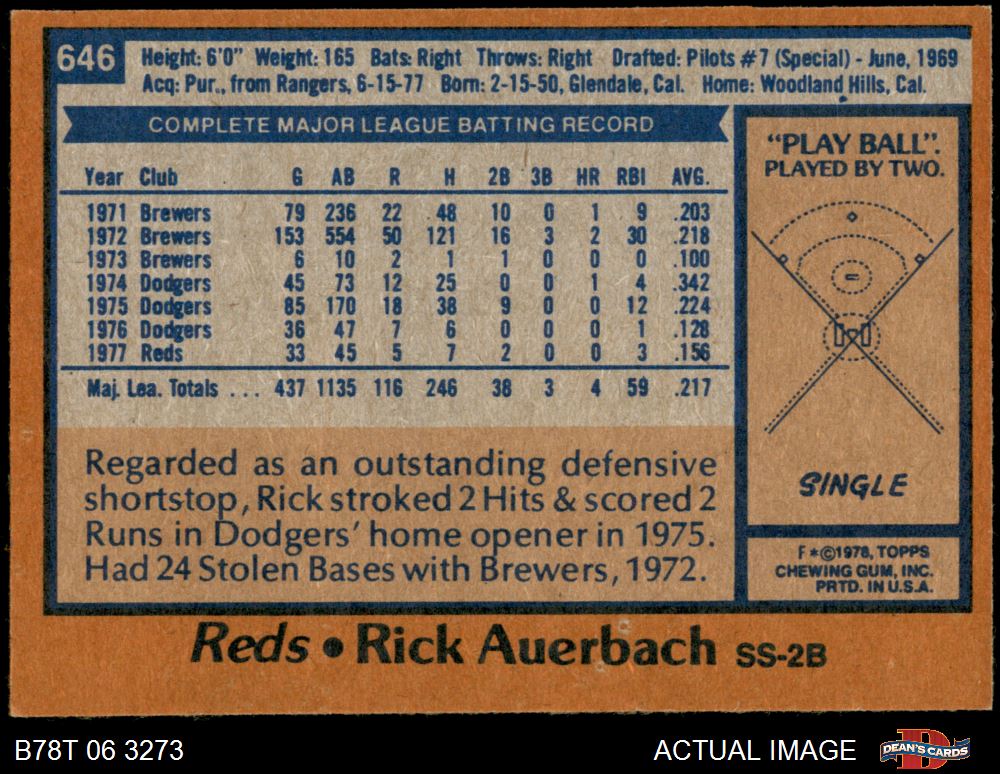 646
Height: 6'0" Weight: 165 Bats: Right Throws: Right Drafted: Pilots #7 (Special) - June, 1969
Acq: Pur., from Rangers, 6-15-77 Born: 2-15-50, Glendale, Cal. Home: Woodland Hills, Cal.
COMPLETE MAJOR LEAGUE BATTING RECORD
Year Club G AB R H 2B 3B HR RBI AVG.
1971 Brewers 79 236 22 48 10 0 1 9 .203
1972 Brewers 153 554 50 121 16 3 2 30 .218
1973 Brewers 6 10 2 1 1 0 0 0 .100
1974 Dodgers 45 73 12 25 0 0 1 4 .342
1975 Dodgers 85 170 18 38 9 0 0 12 .224
1976 Dodgers 36 47 7 6 0 0 0 1 .128
1977 Reds 33 45 5 7 2 0 0 3 .156
Maj. Lea. Totals ... 437 1135 116 246 38 3 4 59 .217
Regarded as an outstanding defensive
shortstop, Rick stroked 2 Hits & scored 2
Runs in Dodgers' home opener in 1975.
Had 24 Stolen Bases with Brewers, 1972.
"PLAY BALL".
PLAYED BY TWO.
SINGLE
F*©1978, TOPPS
CHEWING GUM, INC.
PRTD. IN U.S.A.
Reds • Rick Auerbach SS-2B
B78T 06 3273
ACTUAL IMAGE
DEAN'S CARDS